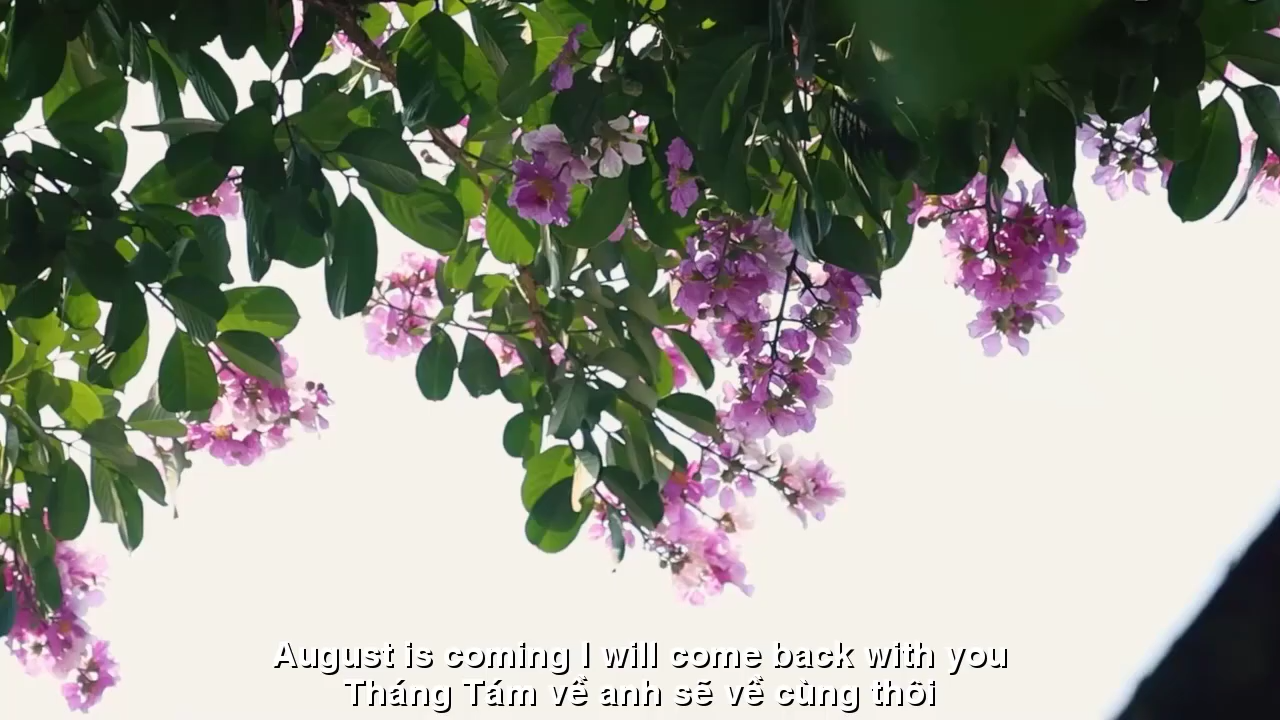 August is coming I will come back with you
Tháng Tám về anh sẽ về cùng thôi